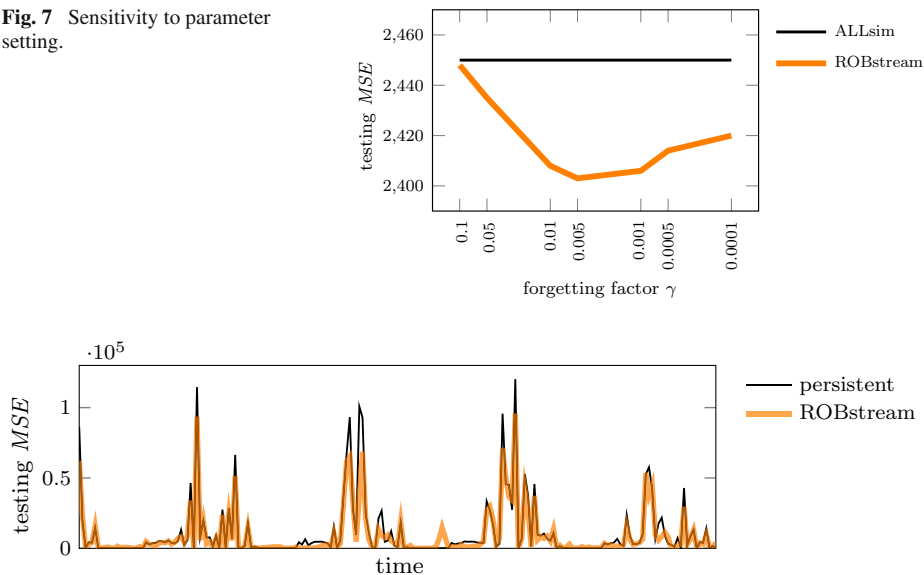 Fig. 7 Sensitivity to parameter
setting.
2,460
2,440
2,420
2,400
testing MSE
0.1
0.05
0.01
0.005
0.001
0.0005
0.0001
forgetting factor γ
ALLsim
ROBstream
·10⁵
1
0.5
0
testing MSE
time
persistent
ROBstream